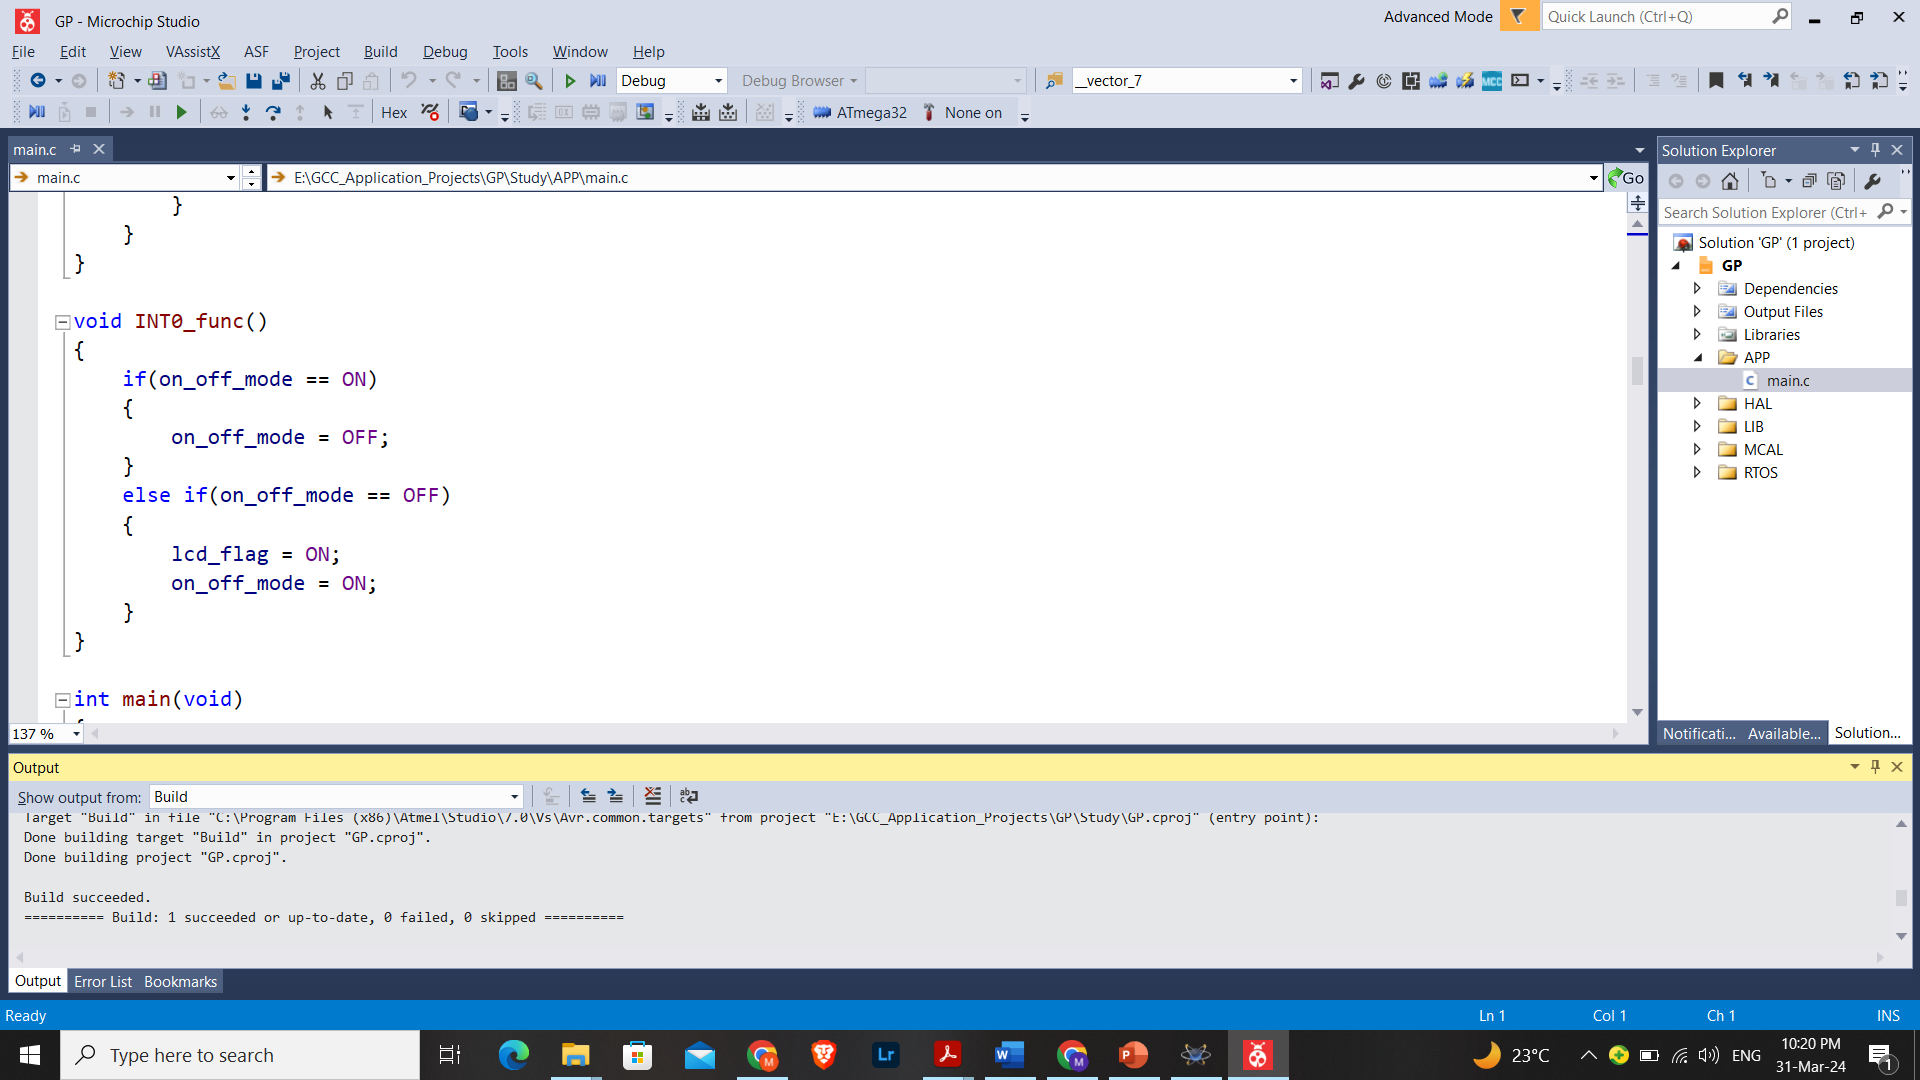 GP - Microchip Studio
Advanced Mode
Quick Launch (Ctrl+Q)
File Edit View VAssistX ASF Project Build Debug Tools Window Help
Debug
Debug Browser
__vector_7
Hex
ATmega32
None on
main.c
main.c
E:\GCC_Application_Projects\GP\Study\APP\main.c
Go
}
}
}
void INT0_func()
{
if(on_off_mode == ON)
{
on_off_mode = OFF;
}
else if(on_off_mode == OFF)
{
lcd_flag = ON;
on_off_mode = ON;
}
}
int main(void)
137 %
Solution Explorer
Search Solution Explorer (Ctrl+
Solution 'GP' (1 project)
GP
Dependencies
Output Files
Libraries
APP
main.c
HAL
LIB
MCAL
RTOS
Notificati... Available... Solution...
Output
Show output from: Build
Target "Build" in file "C:\Program Files (x86)\Atmel\Studio\7.0\Vs\Avr.common.targets" from project "E:\GCC_Application_Projects\GP\Study\GP.cproj" (entry point):
Done building target "Build" in project "GP.cproj".
Done building project "GP.cproj".
Build succeeded.
========== Build: 1 succeeded or up-to-date, 0 failed, 0 skipped ==========
Output Error List Bookmarks
Ready
Ln 1 Col 1 Ch 1 INS
Type here to search
23°C
ENG
10:20 PM
31-Mar-24
1